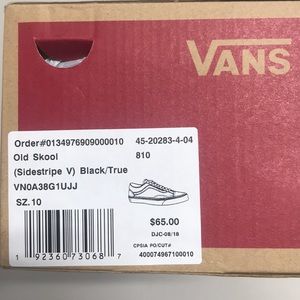 VANS
Order#0134976909000010 45-20283-4-04
Old Skool 810
(Sidestripe V) Black/True
VN0A38G1UJJ
SZ.10
$65.00
DJC-08/18
CPSIA PO/CUT#
400074967100010
1 92360 73068 7